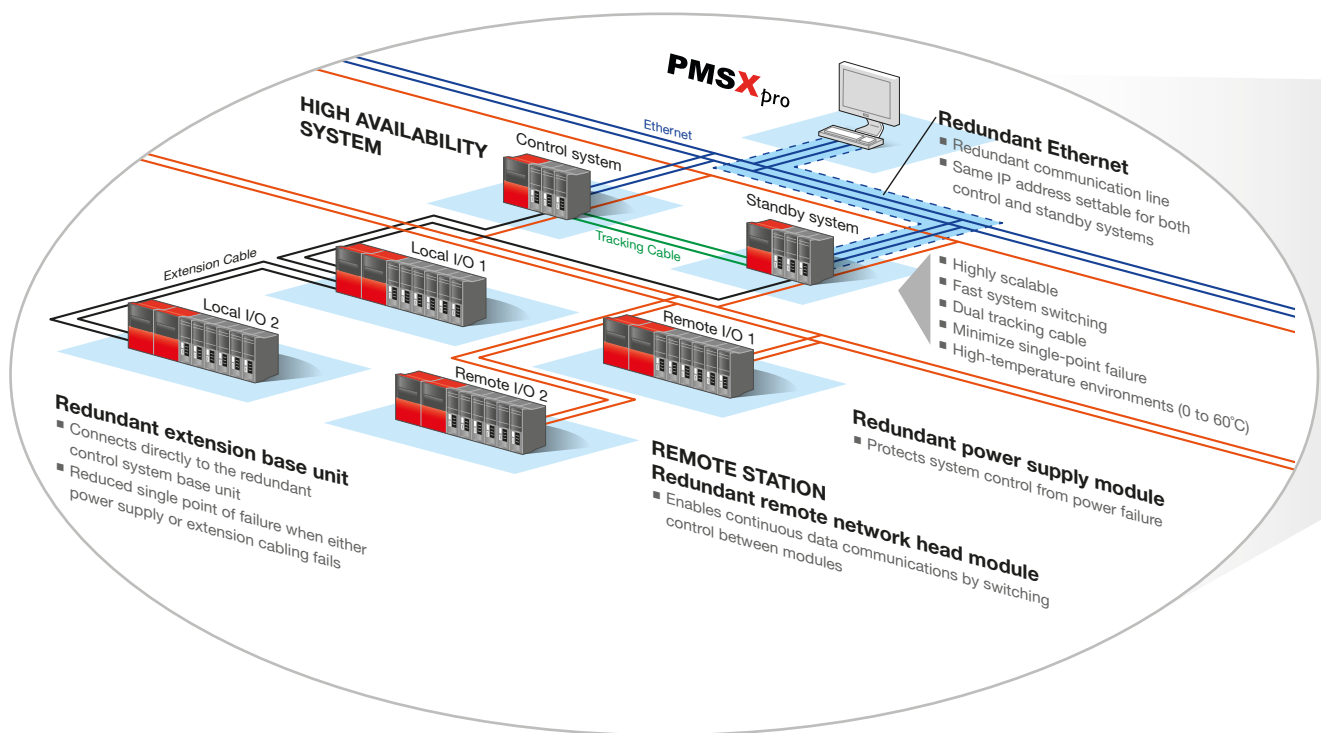 PMSX pro
HIGH AVAILABILITY
SYSTEM
Ethernet
Control system
Redundant Ethernet
■ Redundant communication line
■ Same IP address settable for both
control and standby systems
Standby system
Tracking Cable
Extension Cable
Local I/O 1
Local I/O 2
■ Highly scalable
■ Fast system switching
■ Dual tracking cable
■ Minimize single-point failure
■ High-temperature environments (0 to 60˚C)
Remote I/O 1
Remote I/O 2
Redundant extension base unit
■ Connects directly to the redundant
control system base unit
■ Reduced single point of failure when either
power supply or extension cabling fails
REMOTE STATION
Redundant remote network head module
■ Enables continuous data communications by switching
control between modules
Redundant power supply module
■ Protects system control from power failure